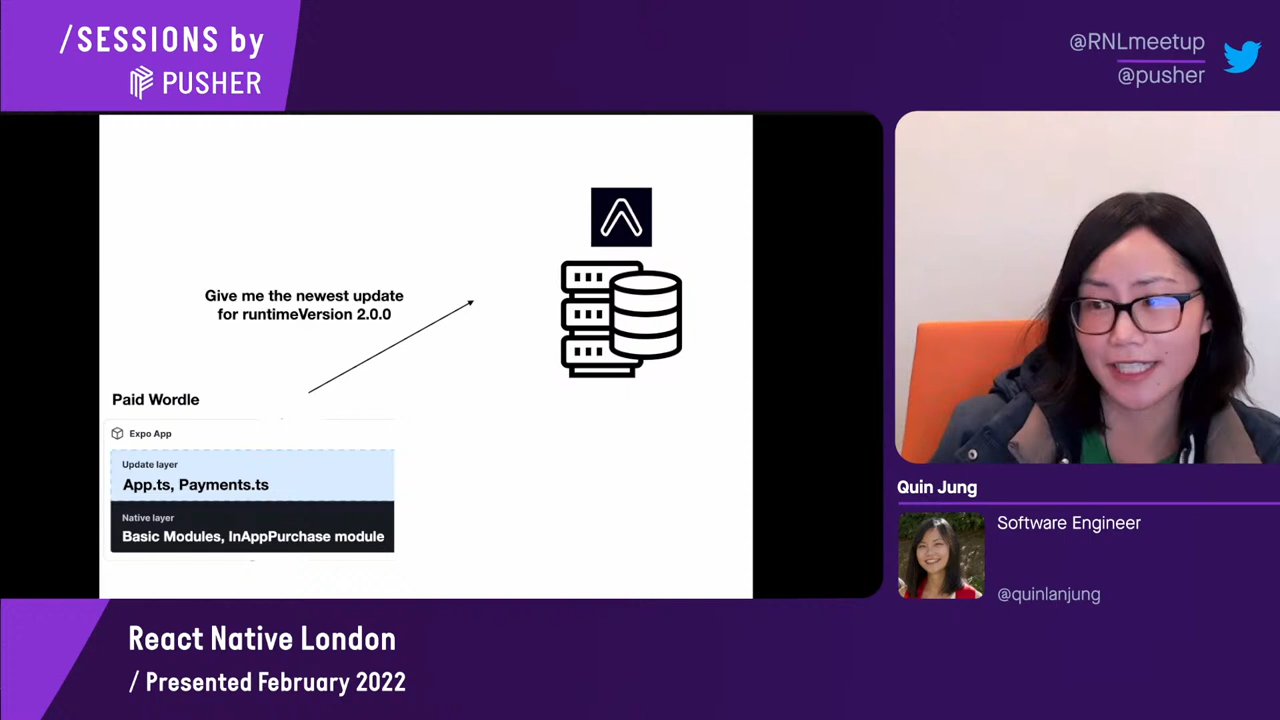 /SESSIONS by
PUSHER
@RNLmeetup
@pusher
Give me the newest update
for runtimeVersion 2.0.0
Paid Wordle
Expo App
Update layer
App.ts, Payments.ts
Native layer
Basic Modules, InAppPurchase module
Quin Jung
Software Engineer
@quinlanjung
React Native London
/ Presented February 2022